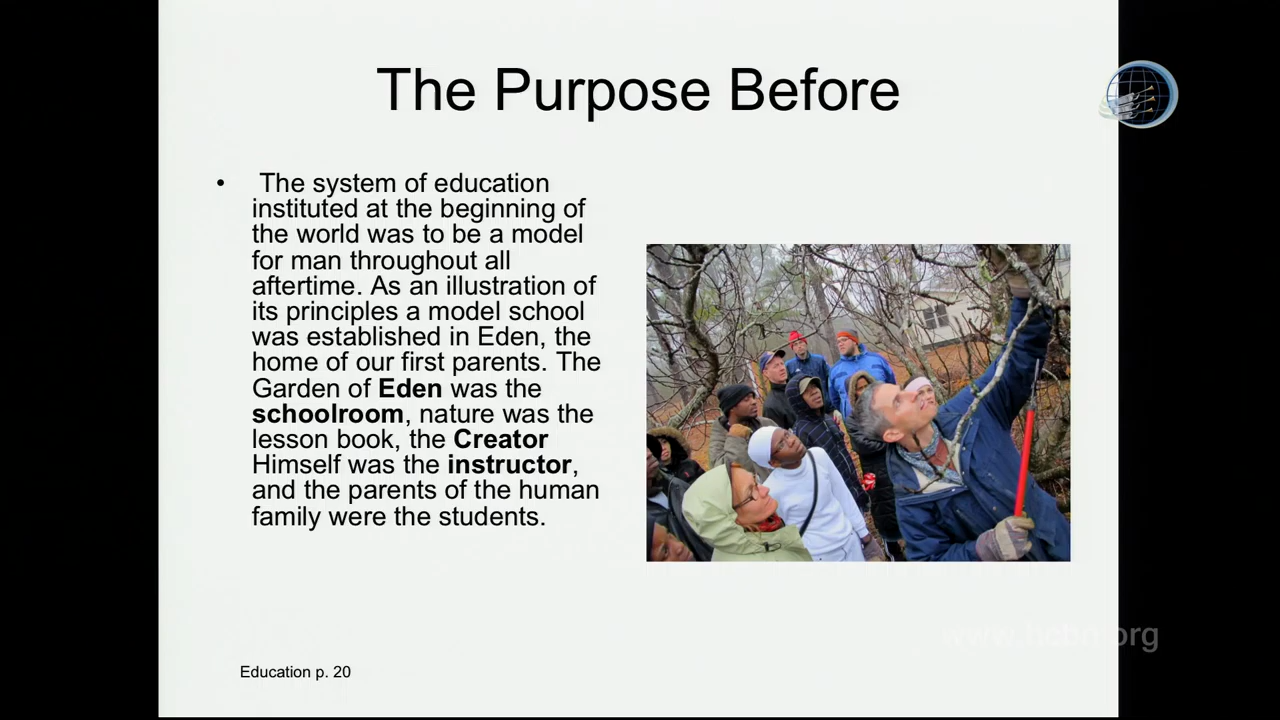 The Purpose Before
• The system of education
instituted at the beginning of
the world was to be a model
for man throughout all
aftertime. As an illustration of
its principles a model school
was established in Eden, the
home of our first parents. The
Garden of Eden was the
schoolroom, nature was the
lesson book, the Creator
Himself was the instructor,
and the parents of the human
family were the students.
Education p. 20